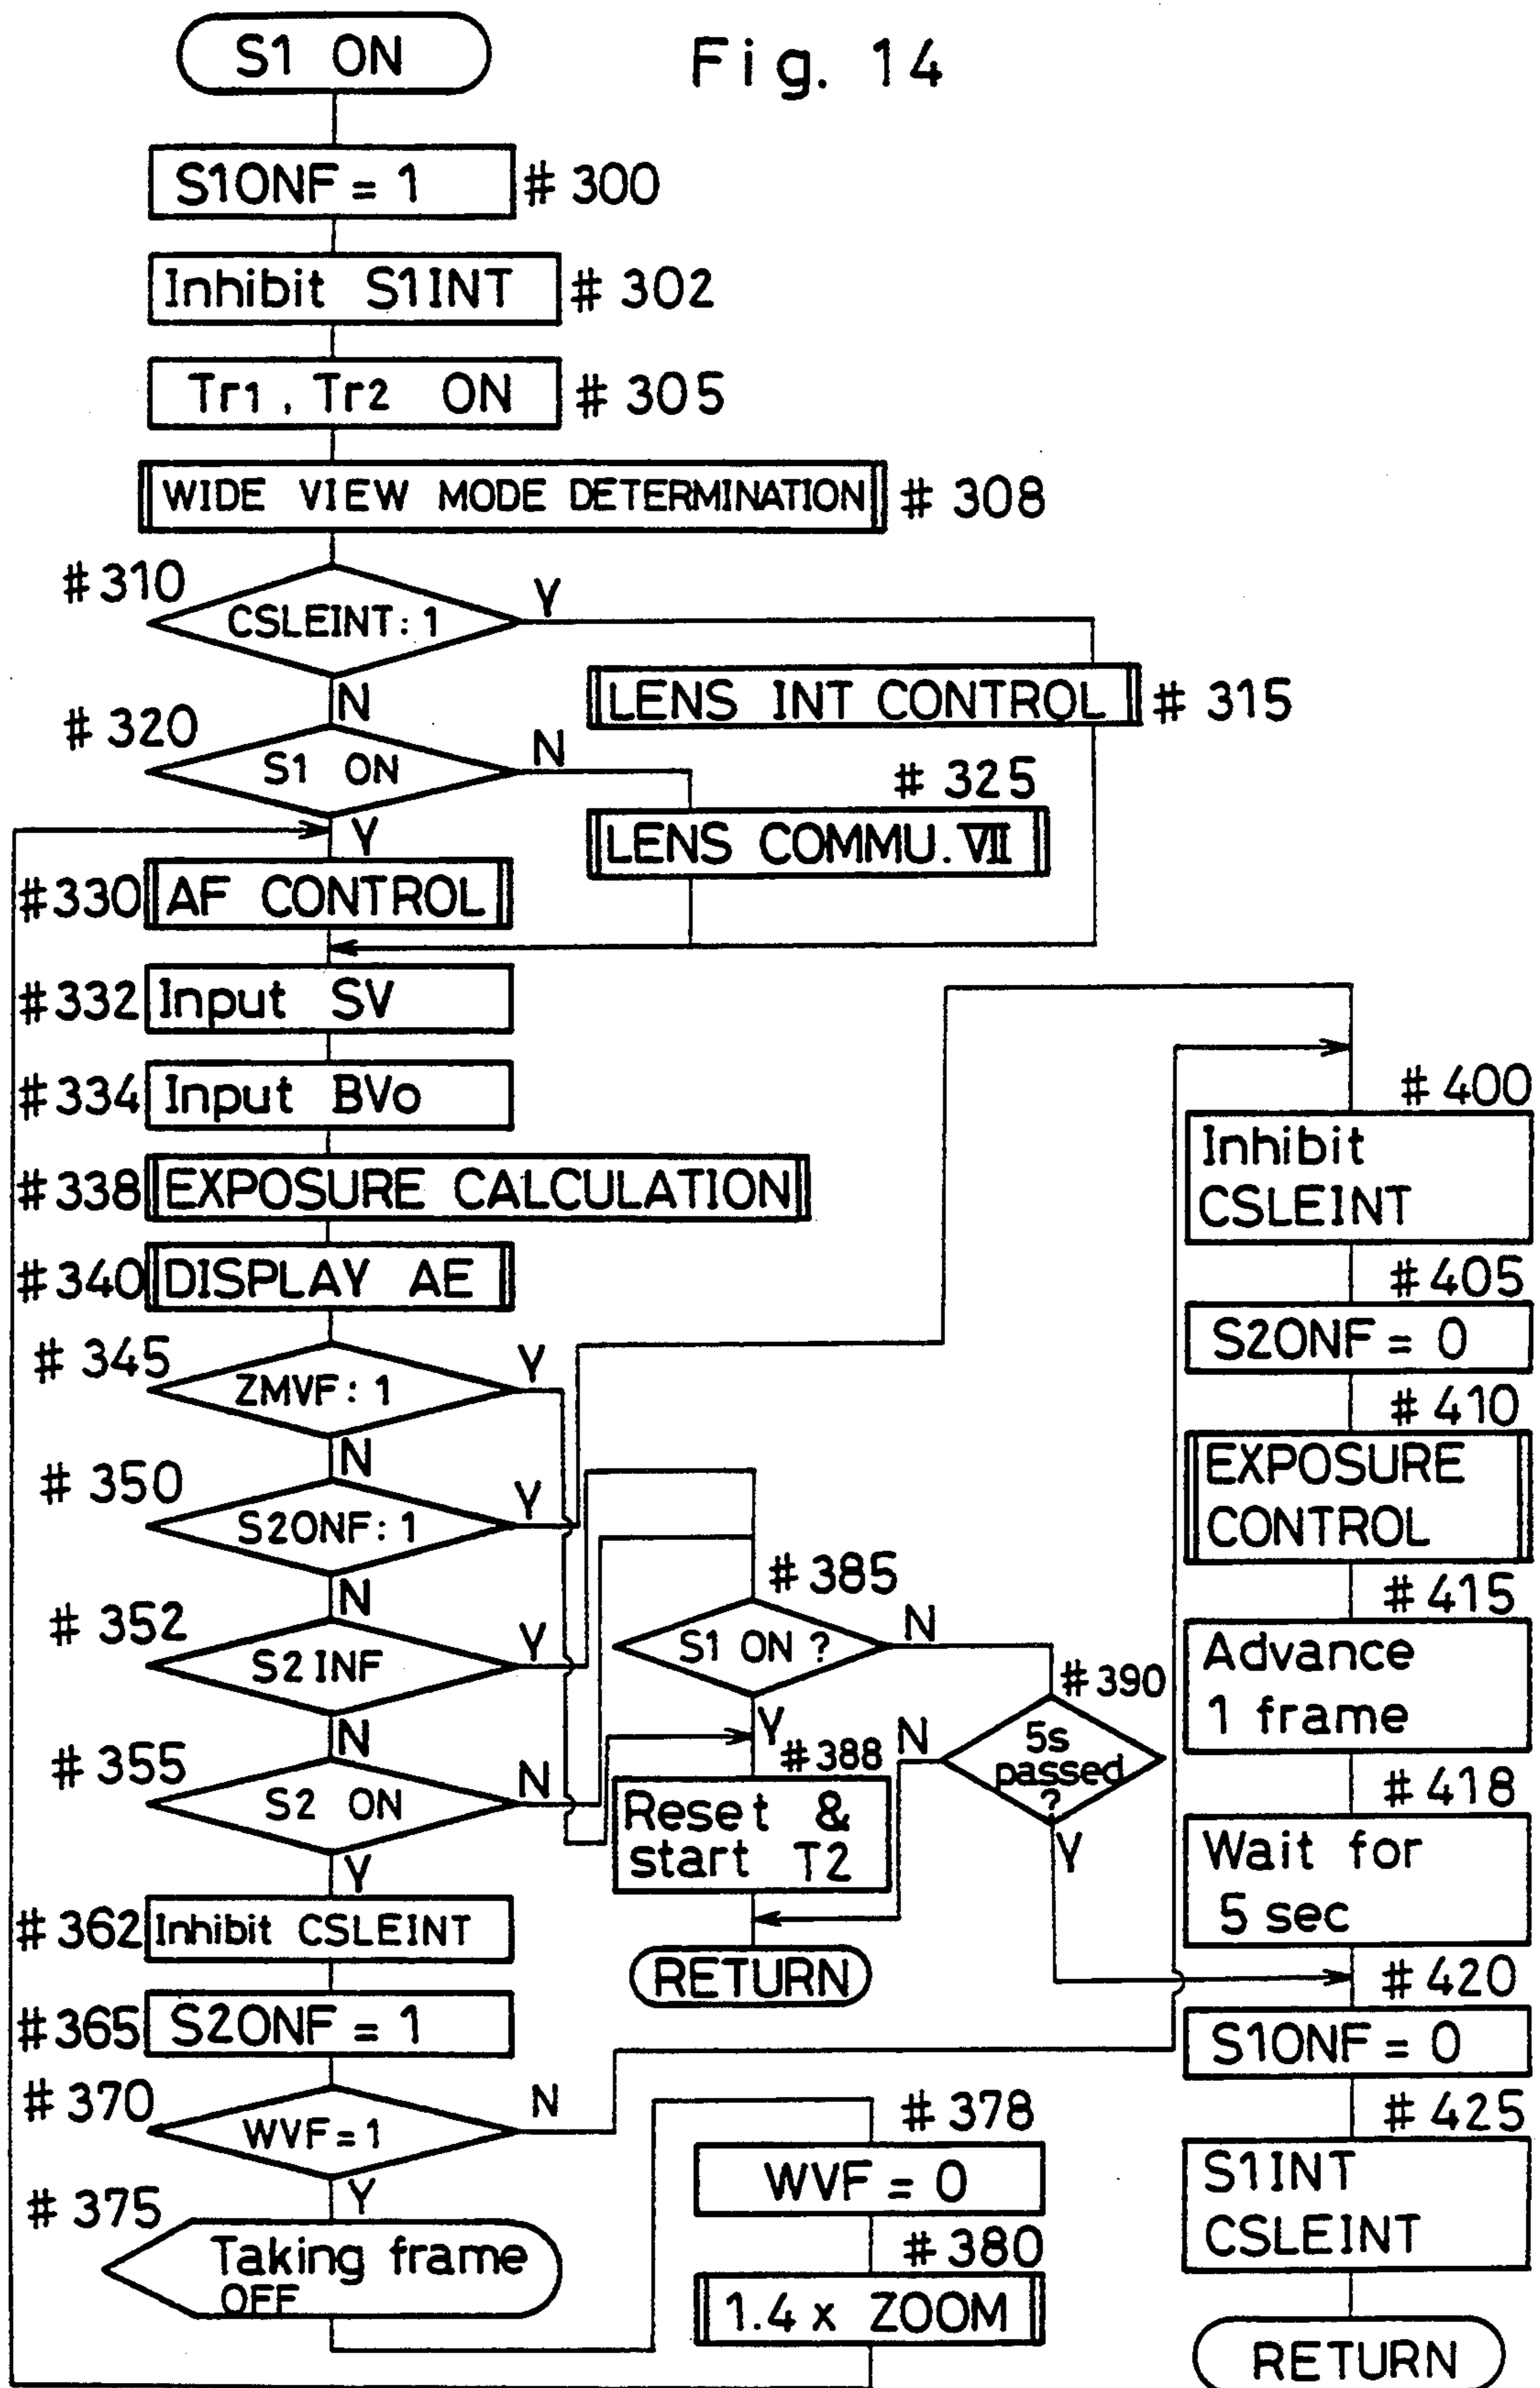 Fig. 14
S1 ON
S1ONF = 1 #300
Inhibit S1INT #302
Tr1, Tr2 ON #305
WIDE VIEW MODE DETERMINATION #308
#310
CSLEINT: 1
Y
N
LENS INT CONTROL #315
#320
S1 ON
N
Y
#325
LENS COMMU. VII
#330 AF CONTROL
#332 Input SV
#334 Input BVo
#338 EXPOSURE CALCULATION
#340 DISPLAY AE
#345
ZMVF: 1
Y
N
#350
S2ONF: 1
Y
N
#352
S2INF
Y
N
#355
S2 ON
N
Y
#362 Inhibit CSLEINT
#365 S2ONF = 1
#370
WVF=1
N
Y
#375
Taking frame
OFF
#378
WVF = 0
#380
1.4x ZOOM
#385
S1 ON ?
N
Y
#388
Reset &
start T2
RETURN
#390
5s
passed
?
N
Y
#400
Inhibit
CSLEINT
#405
S2ONF = 0
#410
EXPOSURE
CONTROL
#415
Advance
1 frame
#418
Wait for
5 sec
#420
S1ONF = 0
#425
S1INT
CSLEINT
RETURN